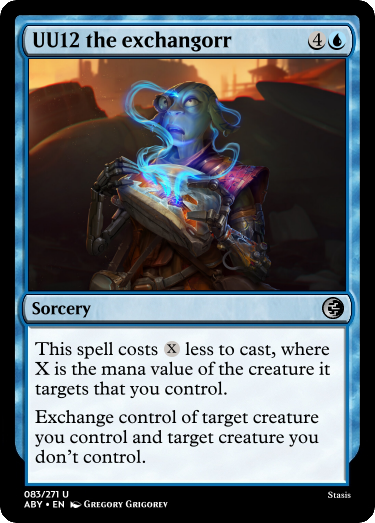 UU12 the exchangorr 4
Sorcery
This spell costs X less to cast, where
X is the mana value of the creature it
targets that you control.
Exchange control of target creature
you control and target creature you
don't control.
083/271 U Stasis
ABY • EN Gregory Grigorev